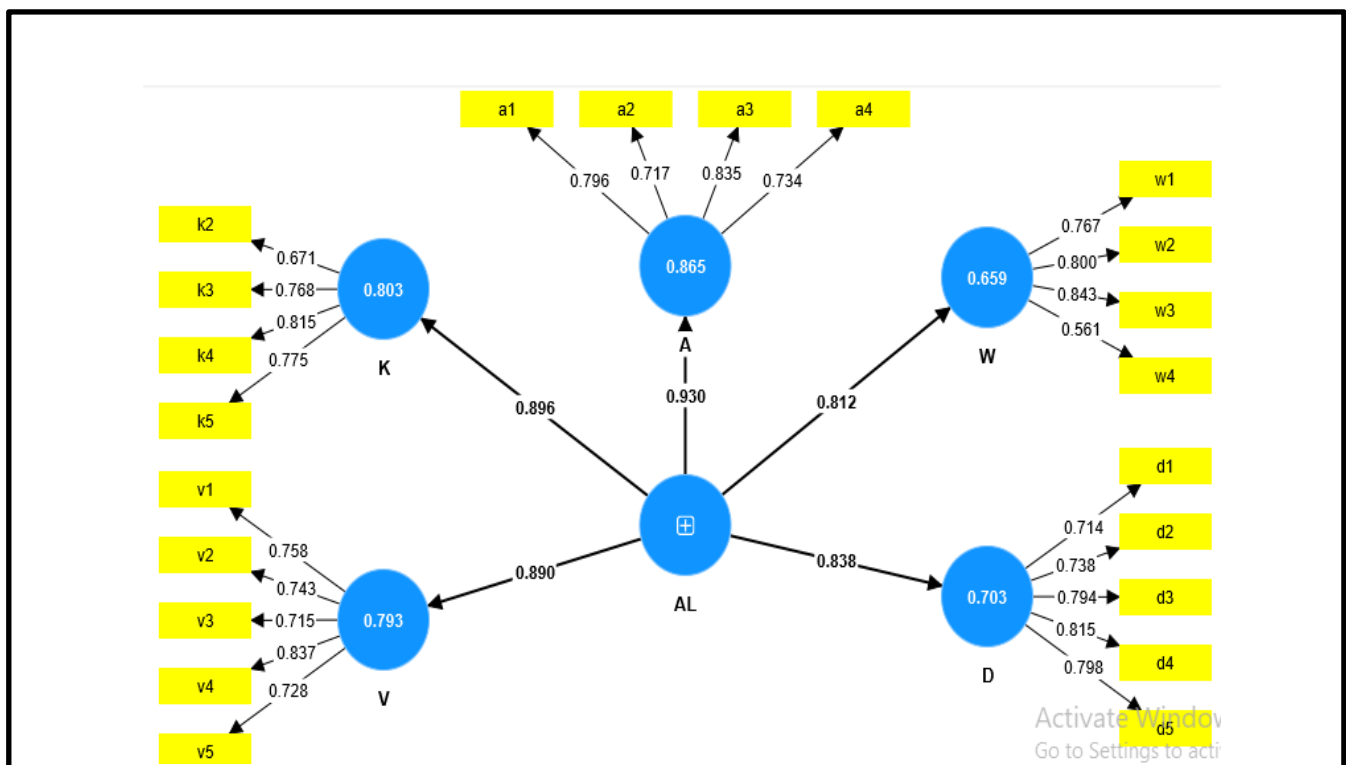 a1
a2
a3
a4
0.796
0.717
0.835
0.734
0.865
A
0.930
k2
k3
k4
k5
0.671
0.768
0.815
0.775
0.803
K
0.896
w1
w2
w3
w4
0.767
0.800
0.843
0.561
0.659
W
0.812
v1
v2
v3
v4
v5
0.758
0.743
0.715
0.837
0.728
0.793
V
0.890
AL
d1
d2
d3
d4
d5
0.714
0.738
0.794
0.815
0.798
0.703
D
0.838
Activate Window
Go to Settings to acti